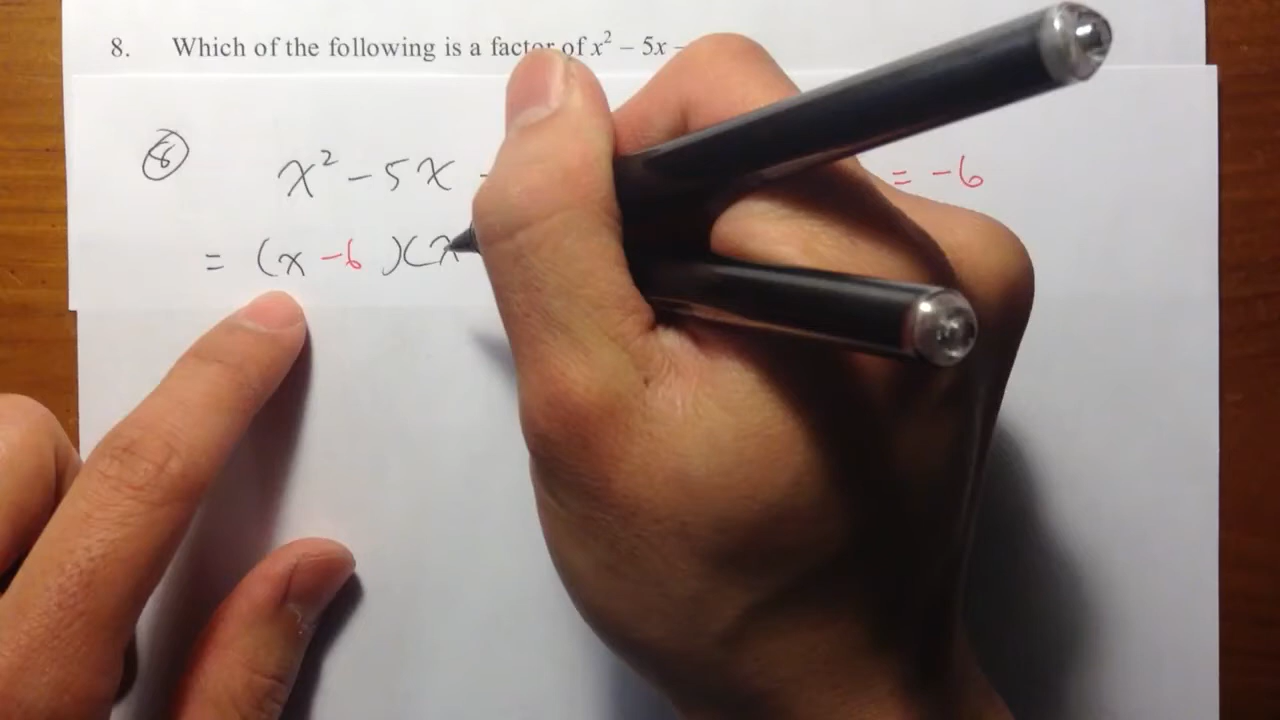 8. Which of the following is a factor of x² – 5x –
⑧ x² – 5x - = -6
= (x -6 )(x